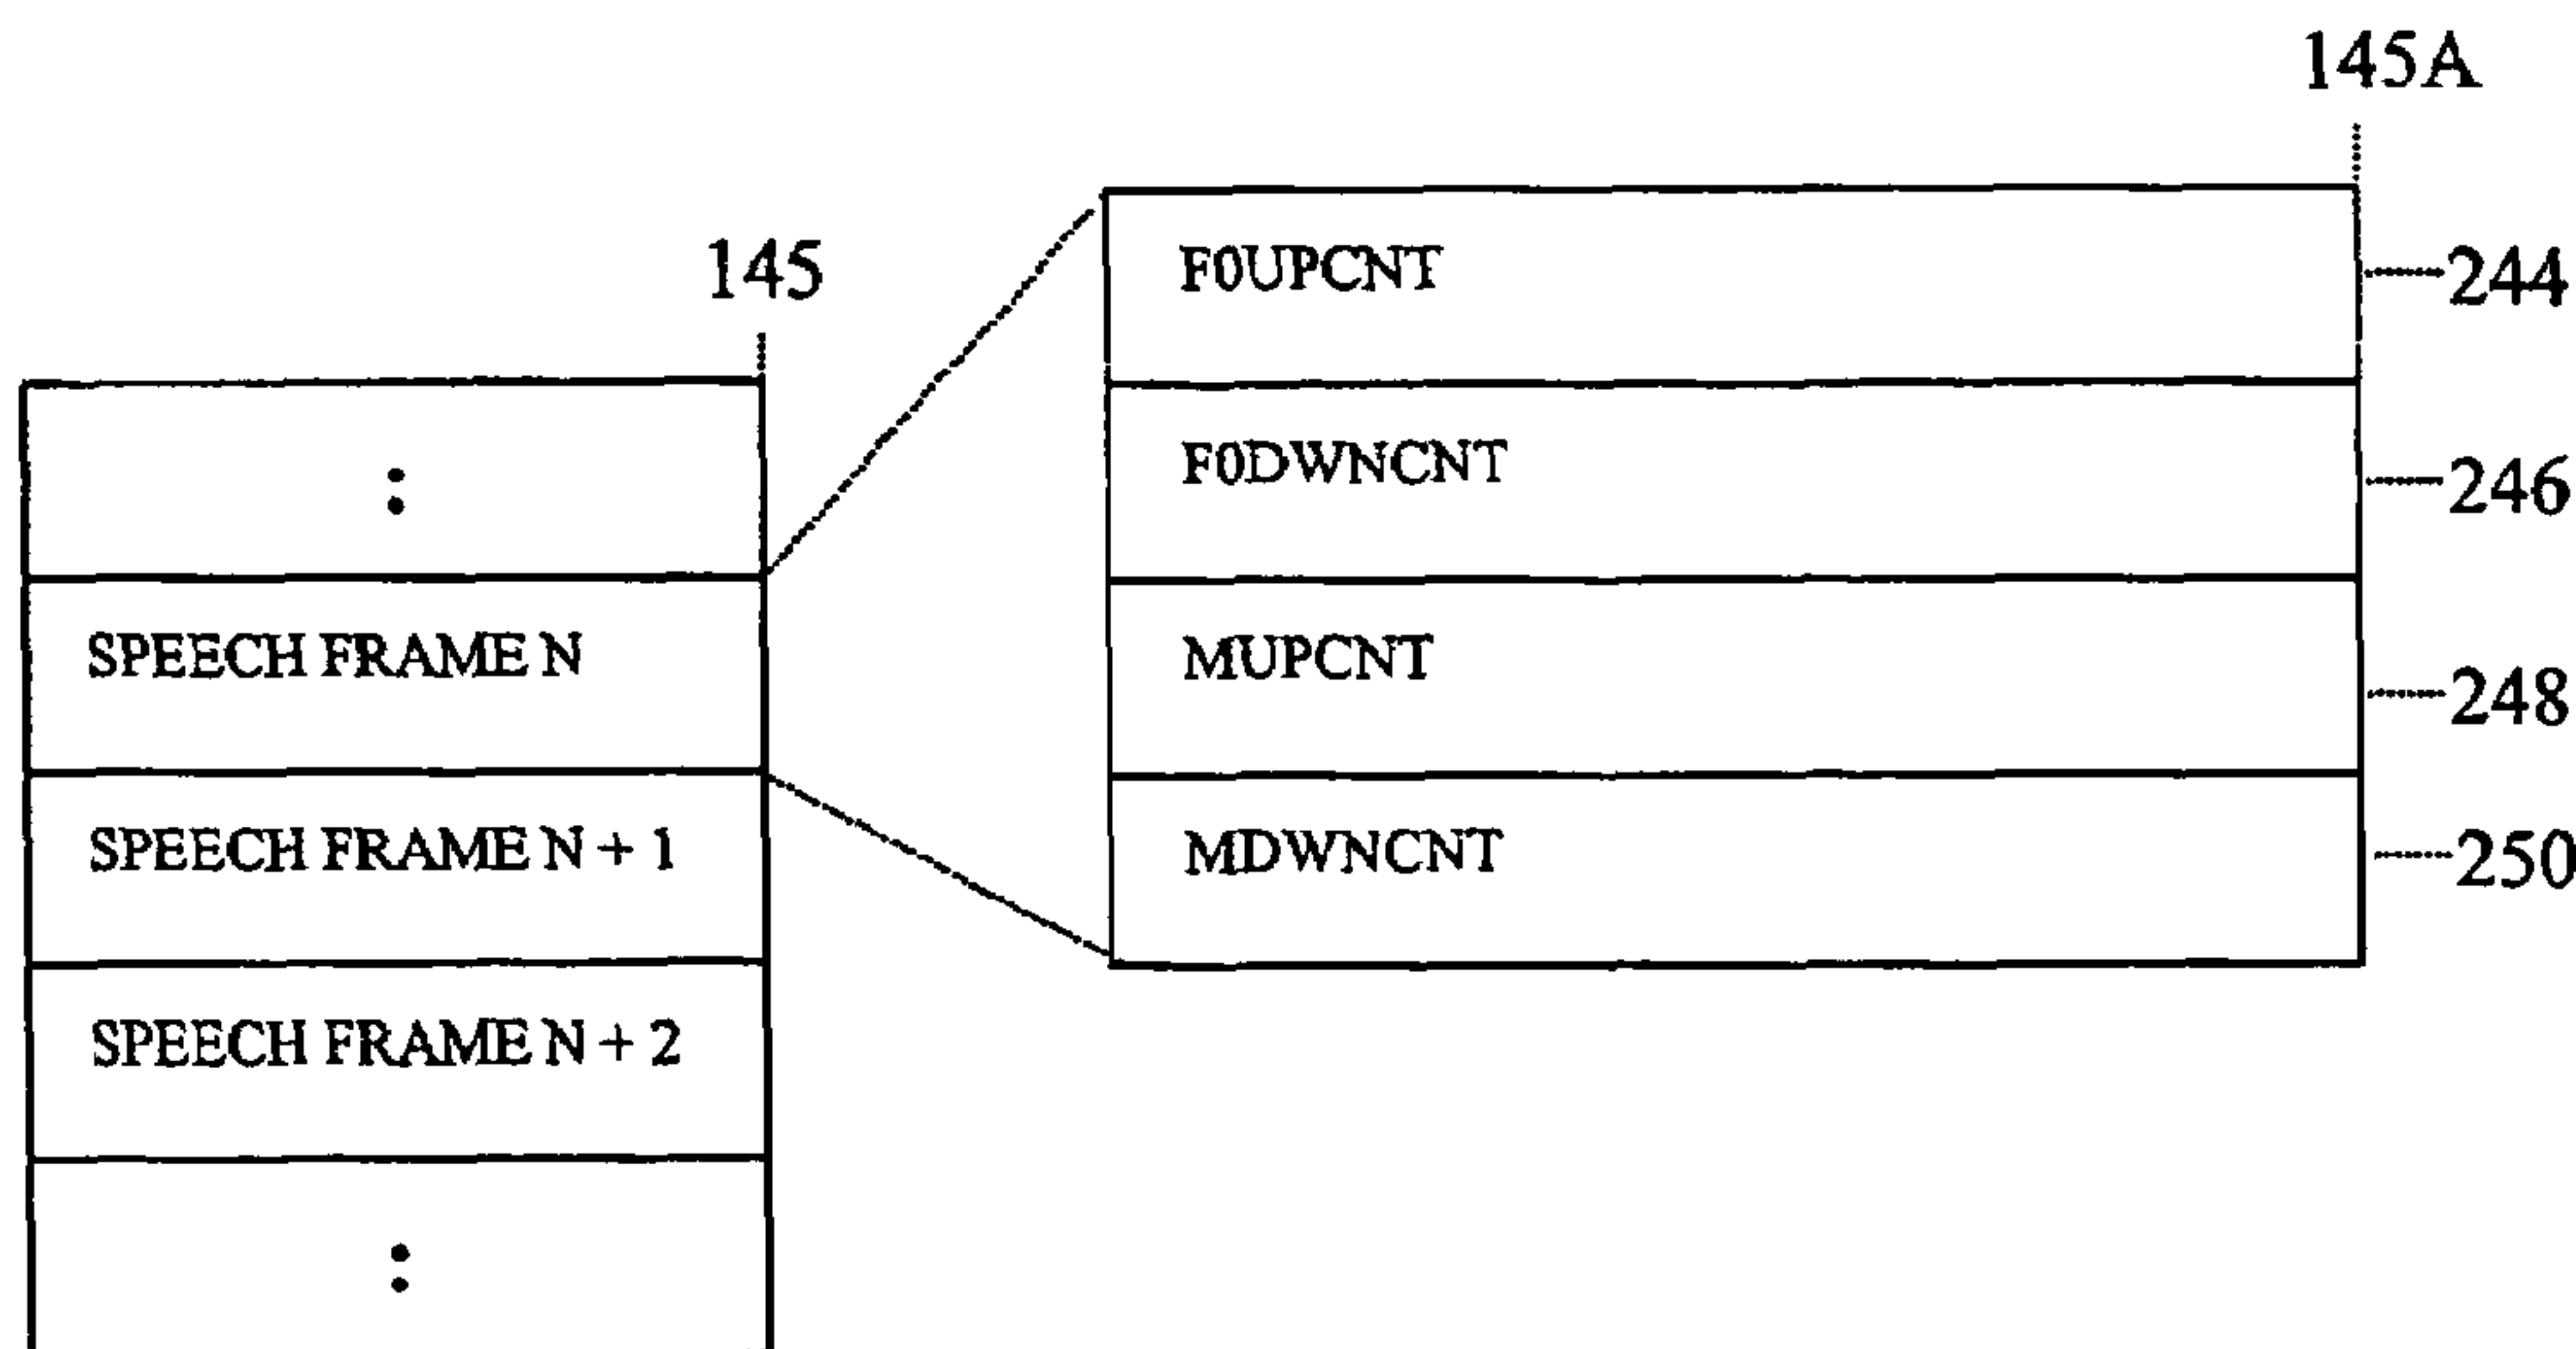 145A
145
F0UPCNT
244
F0DWNCNT
246
SPEECH FRAME N
MUPCNT
248
SPEECH FRAME N + 1
MDWNCNT
250
SPEECH FRAME N + 2